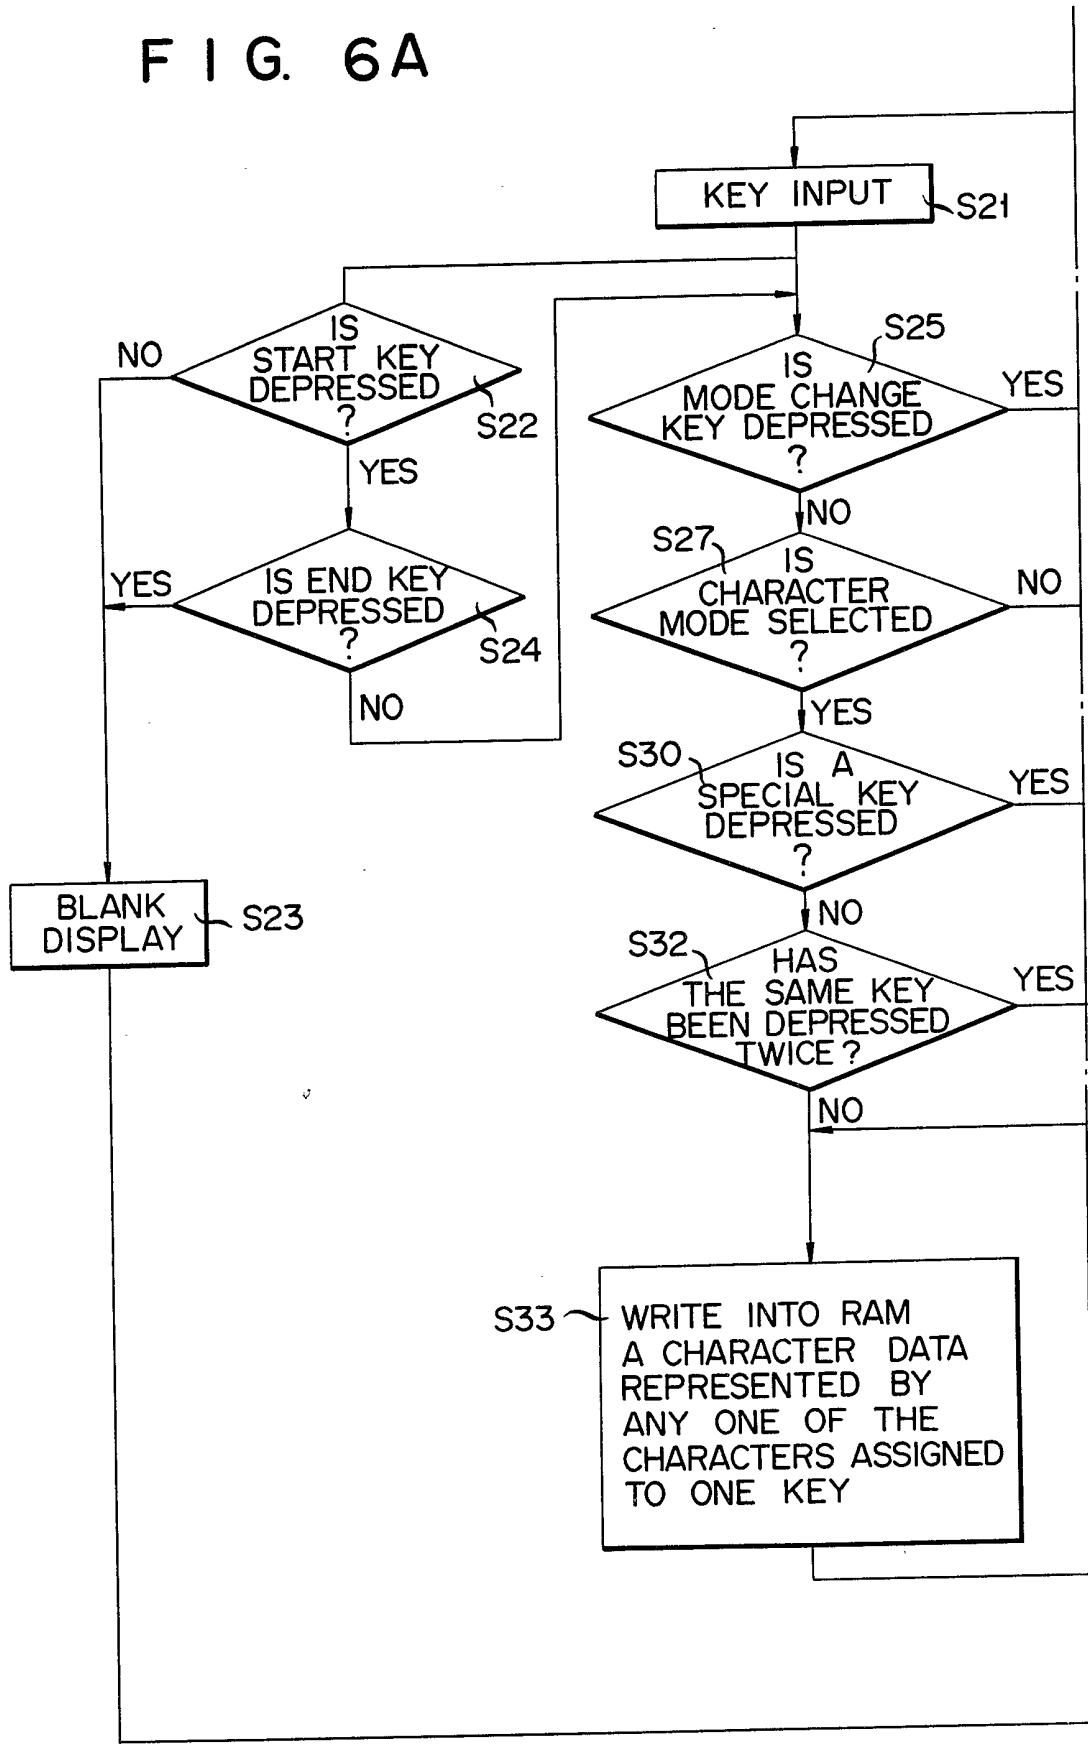 FIG. 6A
KEY INPUT
S21
IS
START KEY
DEPRESSED
?
S22
NO
YES
IS END KEY
DEPRESSED
?
S24
YES
NO
BLANK
DISPLAY
S23
S25
IS
MODE CHANGE
KEY DEPRESSED
?
YES
NO
S27
IS
CHARACTER
MODE SELECTED
?
NO
YES
S30
IS A
SPECIAL KEY
DEPRESSED
?
YES
NO
S32
HAS
THE SAME KEY
BEEN DEPRESSED
TWICE?
YES
NO
S33
WRITE INTO RAM
A CHARACTER DATA
REPRESENTED BY
ANY ONE OF THE
CHARACTERS ASSIGNED
TO ONE KEY